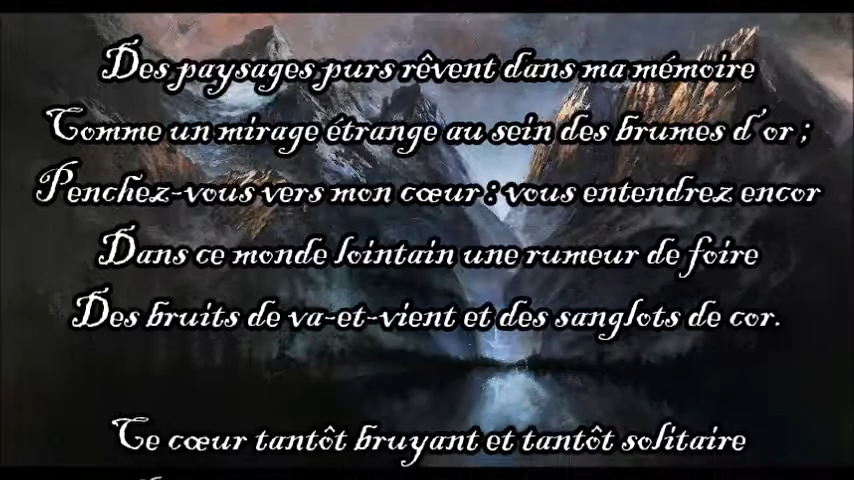 Des paysages purs rêvent dans ma mémoire
Comme un mirage étrange au sein des brumes d'or ;
Penchez-vous vers mon cœur : vous entendrez encor
Dans ce monde lointain une rumeur de foire
Des bruits de va-et-vient et des sanglots de cor.
Ce cœur tantôt bruyant et tantôt solitaire